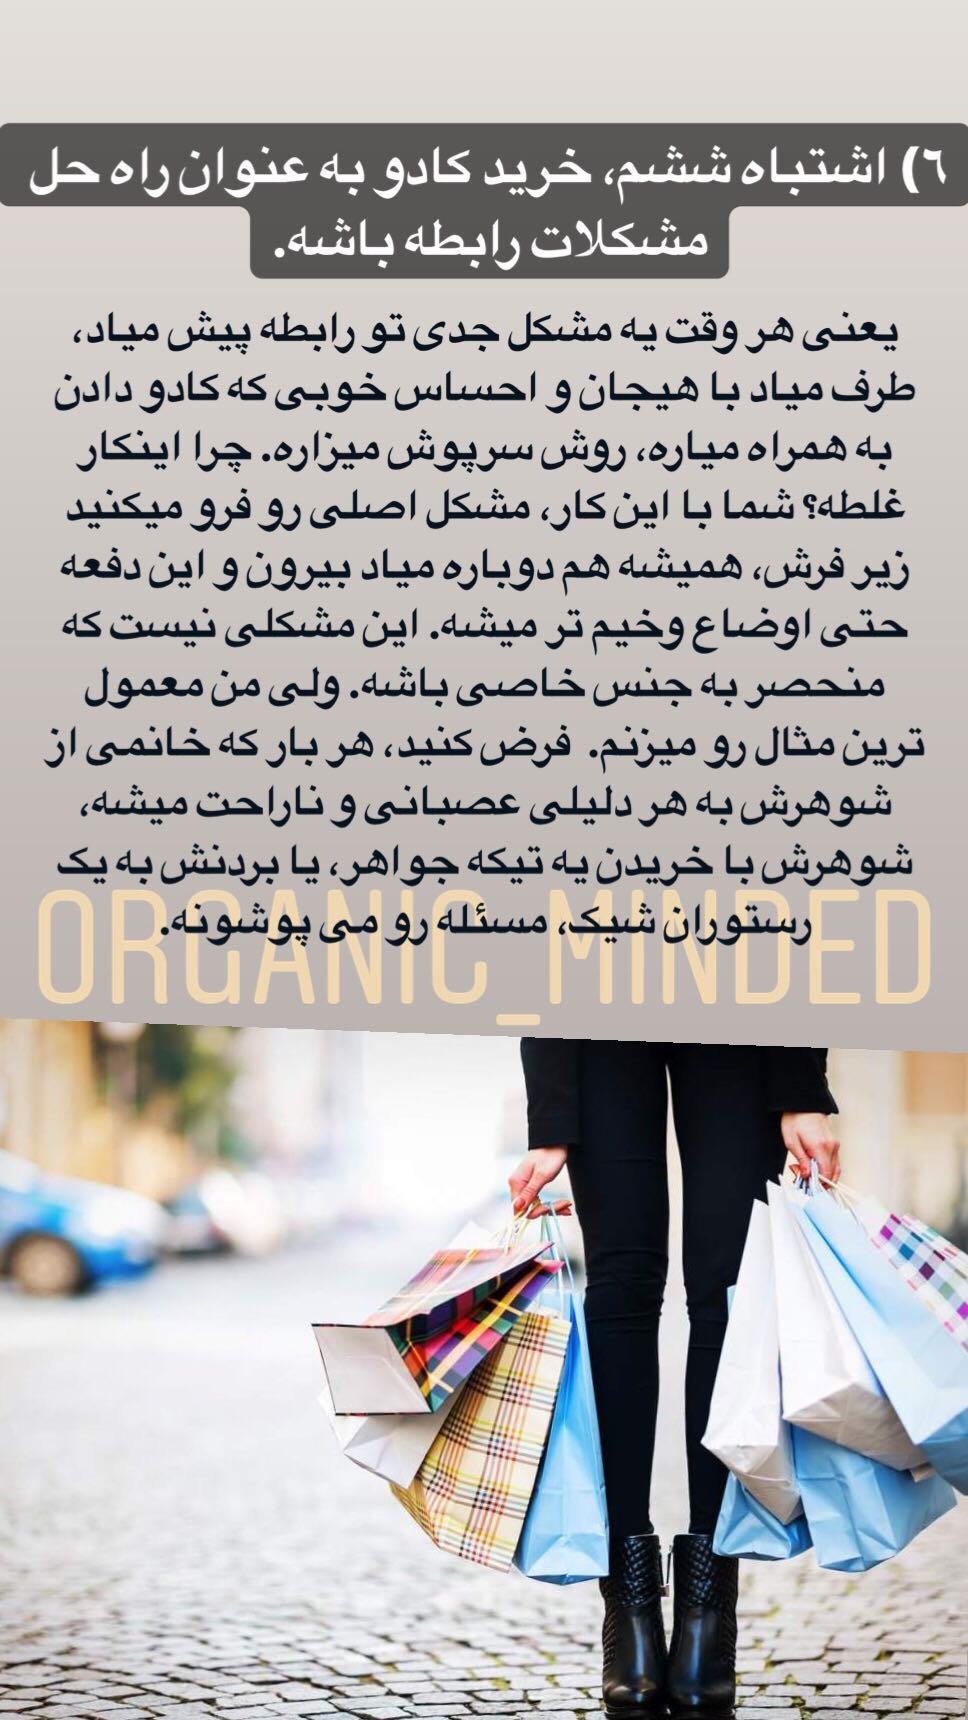 ٦) اشتباه ششم، خرید کادو به عنوان راه حل
مشکلات رابطه باشه.
یعنی هر وقت یه مشکل جدی تو رابطه پیش میاد،
طرف میاد با هیجان و احساس خوبی که کادو دادن
به همراه میاره، روش سرپوش میزاره. چرا اینکار
غلطه؟ شما با این کار، مشکل اصلی رو فرو میکنید
زیر فرش، همیشه هم دوباره میاد بیرون و این دفعه
حتی اوضاع وخیم تر میشه. این مشکلی نیست که
منحصر به جنس خاصی باشه. ولی من معمول
ترین مثال رو میزنم. فرض کنید، هر بار که خانمی از
شوهرش به هر دلیلی عصبانی و ناراحت میشه،
شوهرش با خریدن یه تیکه جواهر، یا بردنش به یک
رستوران شیک، مسئله رو می پوشونه.
ORGANIC_MINDED